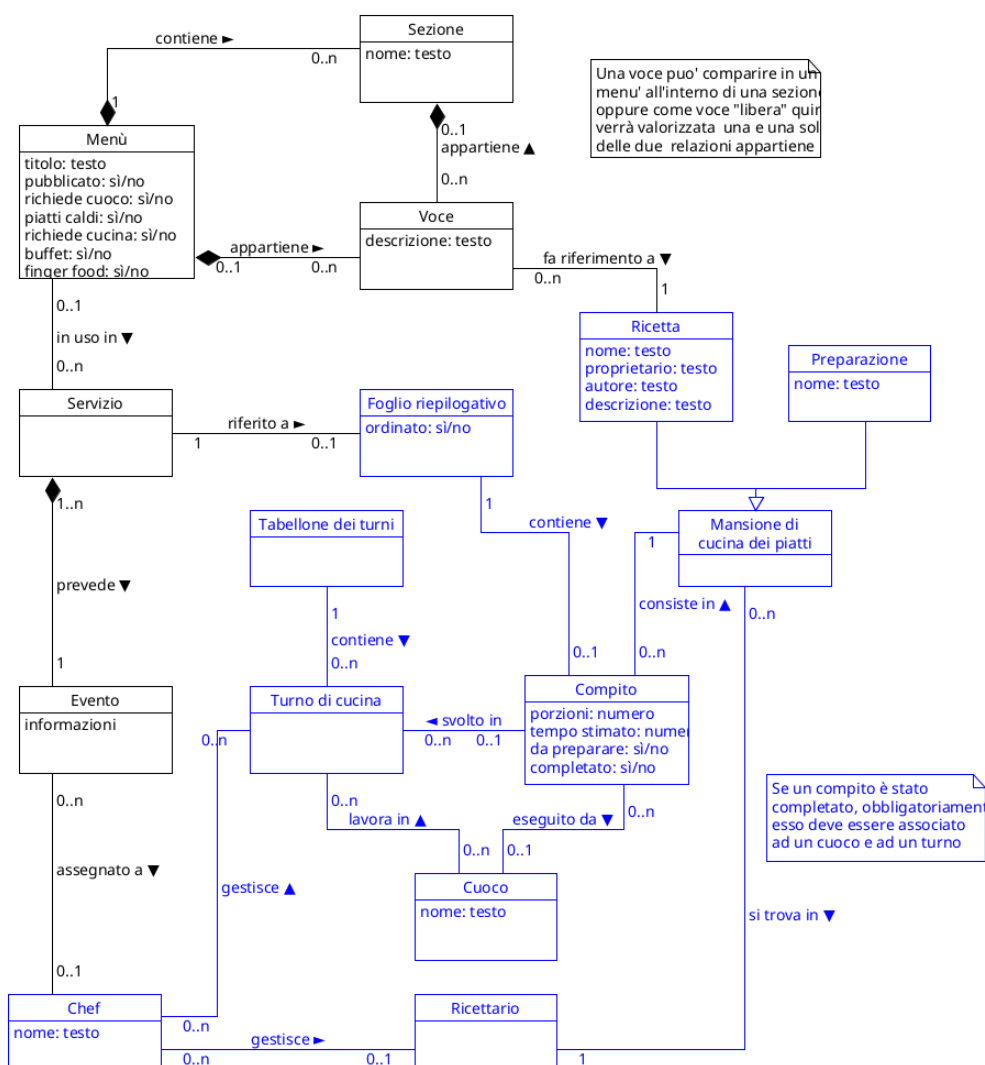 Sezione
nome: testo
contiene ►
0..n
1
Una voce puo' comparire in un
menu' all'interno di una sezione
oppure come voce "libera" quin
verrà valorizzata una e una sol
delle due relazioni appartiene
Menù
titolo: testo
pubblicato: sì/no
richiede cuoco: sì/no
piatti caldi: sì/no
richiede cucina: sì/no
buffet: sì/no
finger food: sì/no
0..1
appartiene ▲
0..n
Voce
descrizione: testo
appartiene ►
0..1
0..n
fa riferimento a ▼
0..n
1
0..1
in uso in ▼
0..n
Ricetta
nome: testo
proprietario: testo
autore: testo
descrizione: testo
Preparazione
nome: testo
Servizio
riferito a ►
1
0..1
Foglio riepilogativo
ordinato: sì/no
1..n
prevede ▼
1
1
contiene ▼
0..1
Tabellone dei turni
1
contiene ▼
0..n
Mansione di
cucina dei piatti
1
consiste in ▲
0..n
0..n
Evento
informazioni
Turno di cucina
◄ svolto in
0..n
0..1
Compito
porzioni: numero
tempo stimato: numer
da preparare: sì/no
completato: sì/no
0..n
0..n
assegnato a ▼
0..1
0..n
lavora in ▲
0..n
eseguito da ▼
0..n
0..1
Se un compito è stato
completato, obbligatoriament
esso deve essere associato
ad un cuoco e ad un turno
gestisce ▲
Cuoco
nome: testo
si trova in ▼
Chef
nome: testo
0..n
gestisce ►
0..n
0..1
Ricettario
1